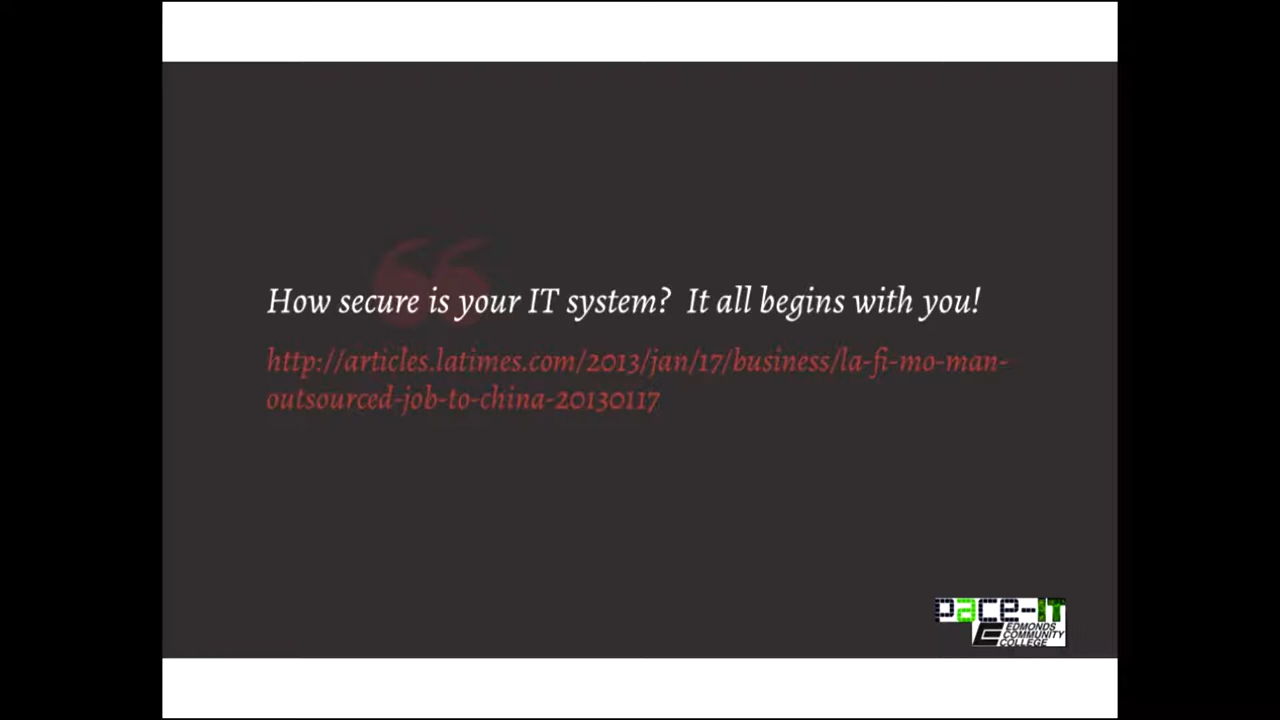 “
How secure is your IT system? It all begins with you!
http://articles.latimes.com/2013/jan/17/business/la-fi-mo-man-
outsourced-job-to-china-20130117
pace-IT
E EDMONDS
COMMUNITY
COLLEGE